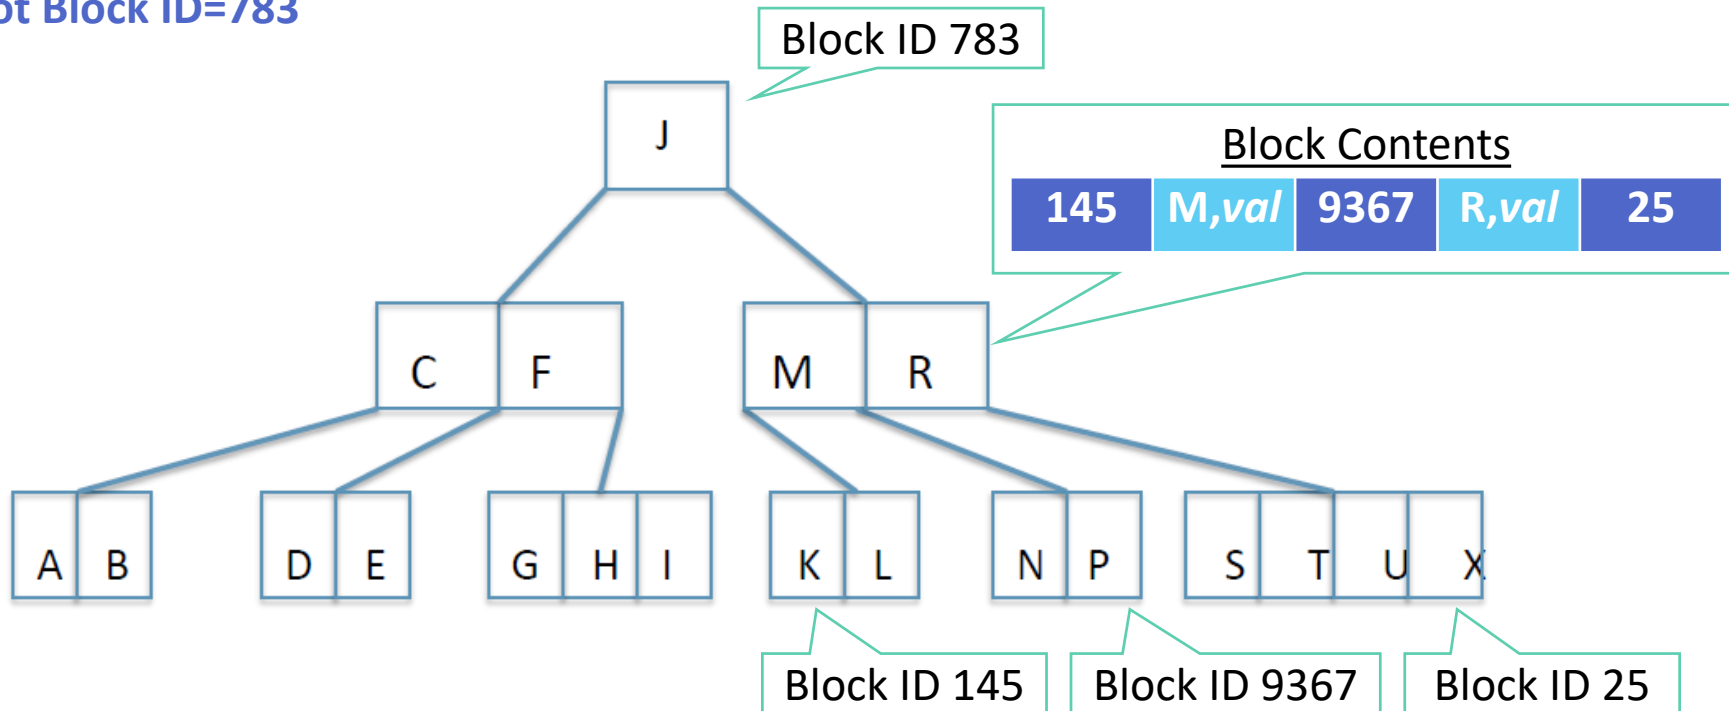 ot Block ID=783
Block ID 783
J
Block Contents
145 M,val 9367 R,val 25
C F M R
A B D E G H I K L N P S T U X
Block ID 145 Block ID 9367 Block ID 25